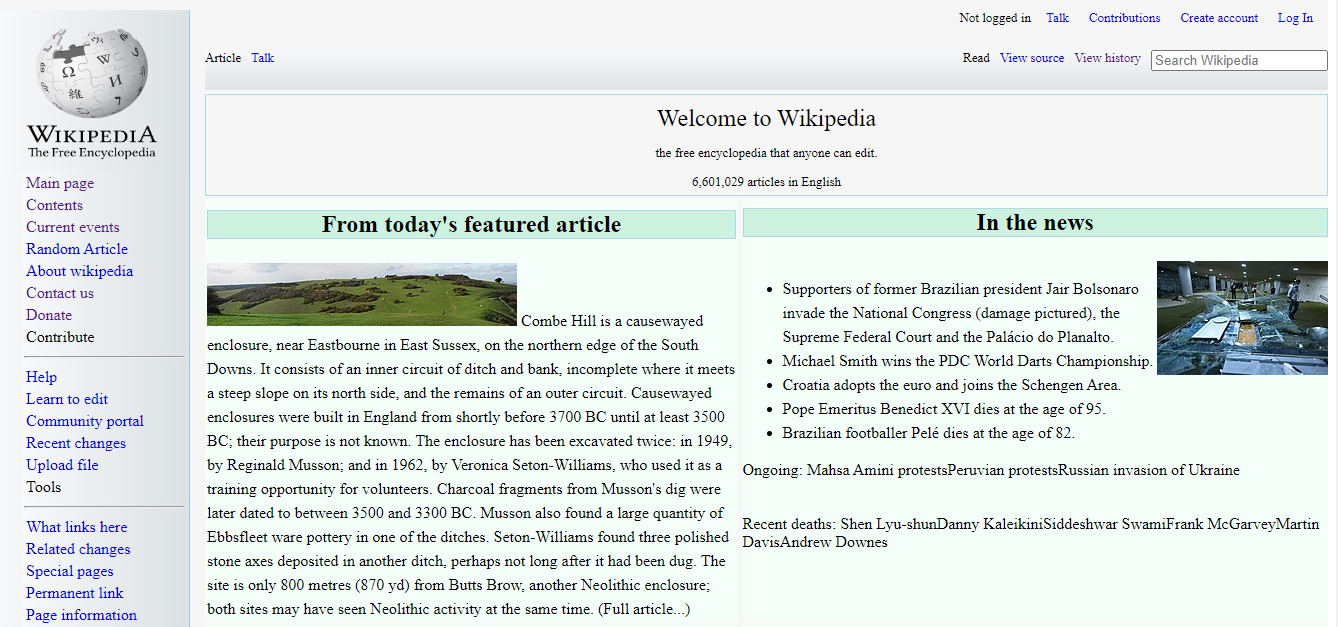 WIKIPEDIA
The Free Encyclopedia
Main page
Contents
Current events
Random Article
About wikipedia
Contact us
Donate
Contribute
Help
Learn to edit
Community portal
Recent changes
Upload file
Tools
What links here
Related changes
Special pages
Permanent link
Page information
Not logged in Talk Contributions Create account Log In
Article Talk
Read View source View history Search Wikipedia
Welcome to Wikipedia
the free encyclopedia that anyone can edit.
6,601,029 articles in English
From today's featured article
Combe Hill is a causewayed
enclosure, near Eastbourne in East Sussex, on the northern edge of the South
Downs. It consists of an inner circuit of ditch and bank, incomplete where it meets
a steep slope on its north side, and the remains of an outer circuit. Causewayed
enclosures were built in England from shortly before 3700 BC until at least 3500
BC; their purpose is not known. The enclosure has been excavated twice: in 1949,
by Reginald Musson; and in 1962, by Veronica Seton-Williams, who used it as a
training opportunity for volunteers. Charcoal fragments from Musson's dig were
later dated to between 3500 and 3300 BC. Musson also found a large quantity of
Ebbsfleet ware pottery in one of the ditches. Seton-Williams found three polished
stone axes deposited in another ditch, perhaps not long after it had been dug. The
site is only 800 metres (870 yd) from Butts Brow, another Neolithic enclosure;
both sites may have seen Neolithic activity at the same time. (Full article...)
In the news
Supporters of former Brazilian president Jair Bolsonaro
invade the National Congress (damage pictured), the
Supreme Federal Court and the Palácio do Planalto.
Michael Smith wins the PDC World Darts Championship.
Croatia adopts the euro and joins the Schengen Area.
Pope Emeritus Benedict XVI dies at the age of 95.
Brazilian footballer Pelé dies at the age of 82.
Ongoing: Mahsa Amini protestsPeruvian protestsRussian invasion of Ukraine
Recent deaths: Shen Lyu-shunDanny KaleikiniSiddeshwar SwamiFrank McGarveyMartin
DavisAndrew Downes